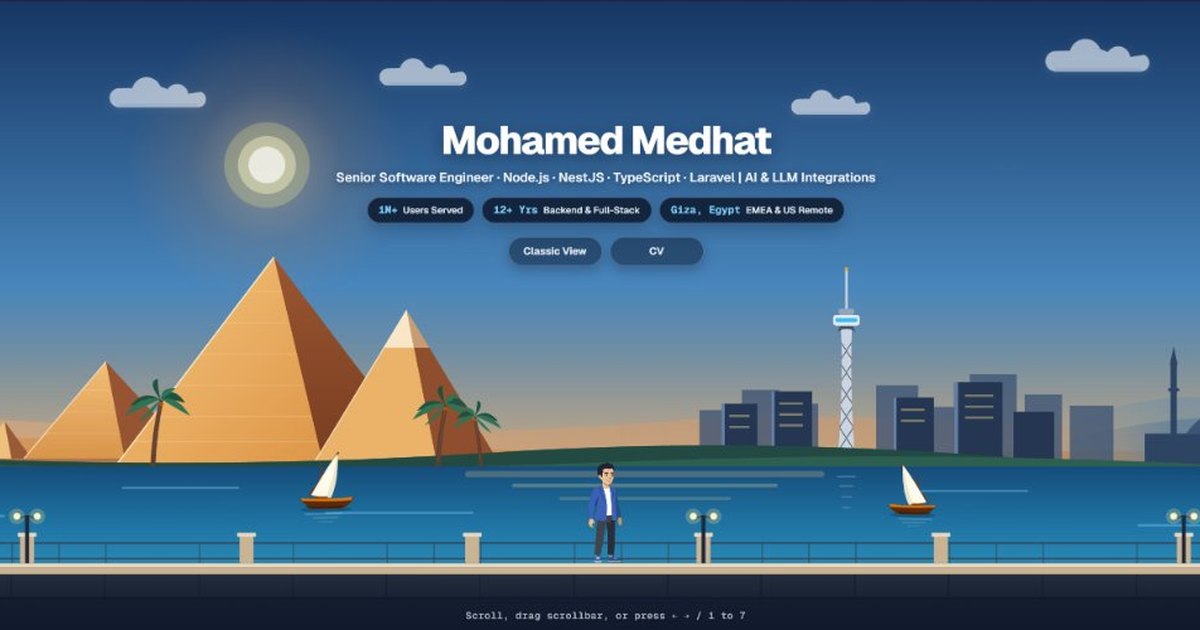 Mohamed Medhat
Senior Software Engineer · Node.js · NestJS · TypeScript · Laravel | AI & LLM Integrations
1M+ Users Served
12+ Yrs Backend & Full-Stack
Giza, Egypt EMEA & US Remote
Classic View
CV
Scroll, drag scrollbar, or press ← → / 1 to 7